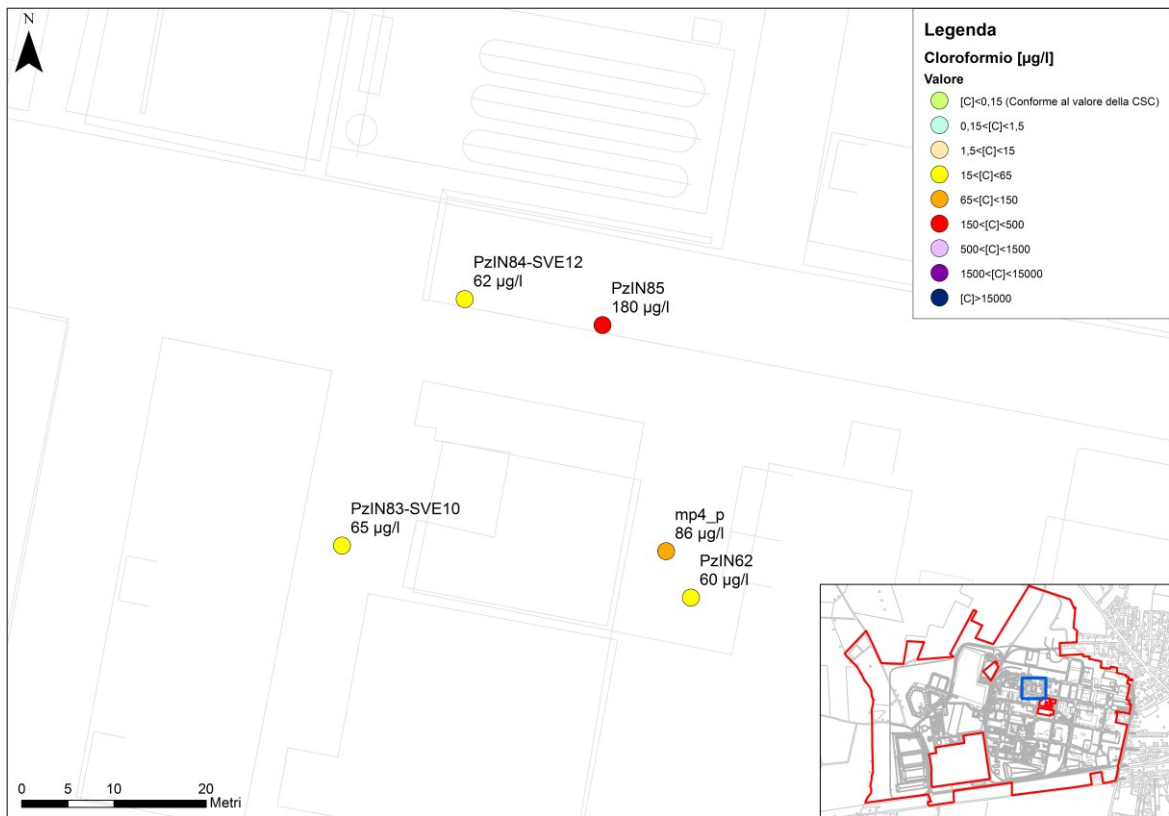 N
Legenda
Cloroformio [µg/l]
Valore
[C]<0,15 (Conforme al valore della CSC)
0,15<[C]<1,5
1,5<[C]<15
15<[C]<65
65<[C]<150
150<[C]<500
500<[C]<1500
1500<[C]<15000
[C]>15000
PzIN84-SVE12
62 µg/l
PzIN85
180 µg/l
PzIN83-SVE10
65 µg/l
mp4_p
86 µg/l
PzIN62
60 µg/l
0 5 10 20
Metri